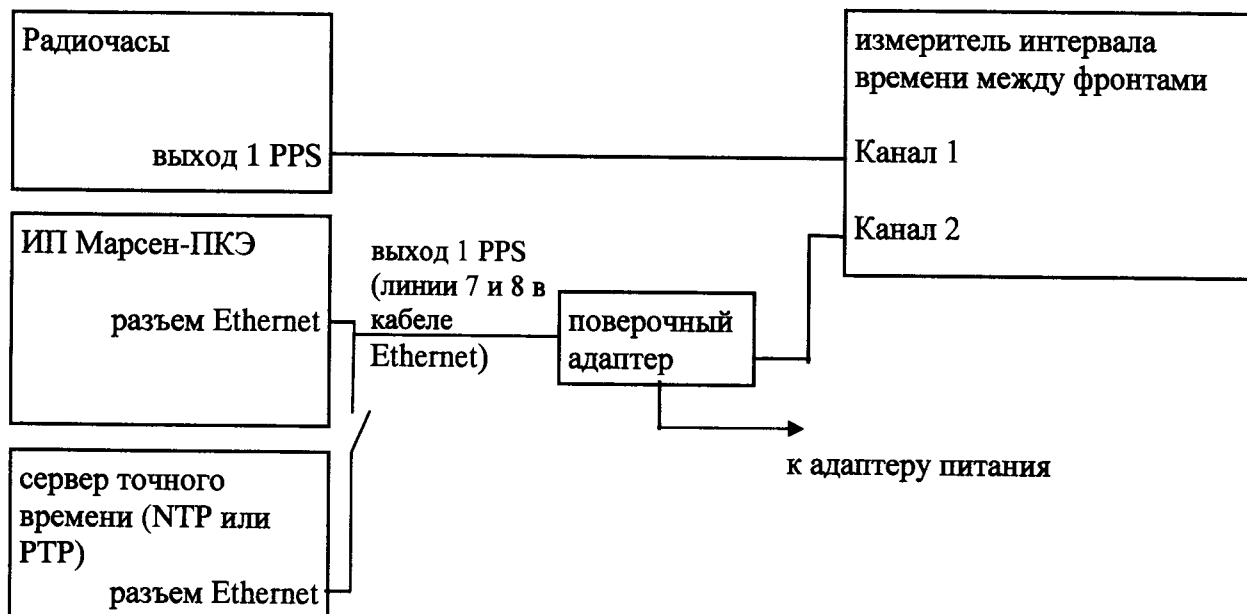 Радиочасы
выход 1 PPS
измеритель интервала
времени между фронтами
Канал 1
Канал 2
ИП Марсен-ПКЭ
разъем Ethernet
выход 1 PPS
(линии 7 и 8 в
кабеле
Ethernet)
поверочный
адаптер
к адаптеру питания
сервер точного
времени (NTP или
PTP)
разъем Ethernet